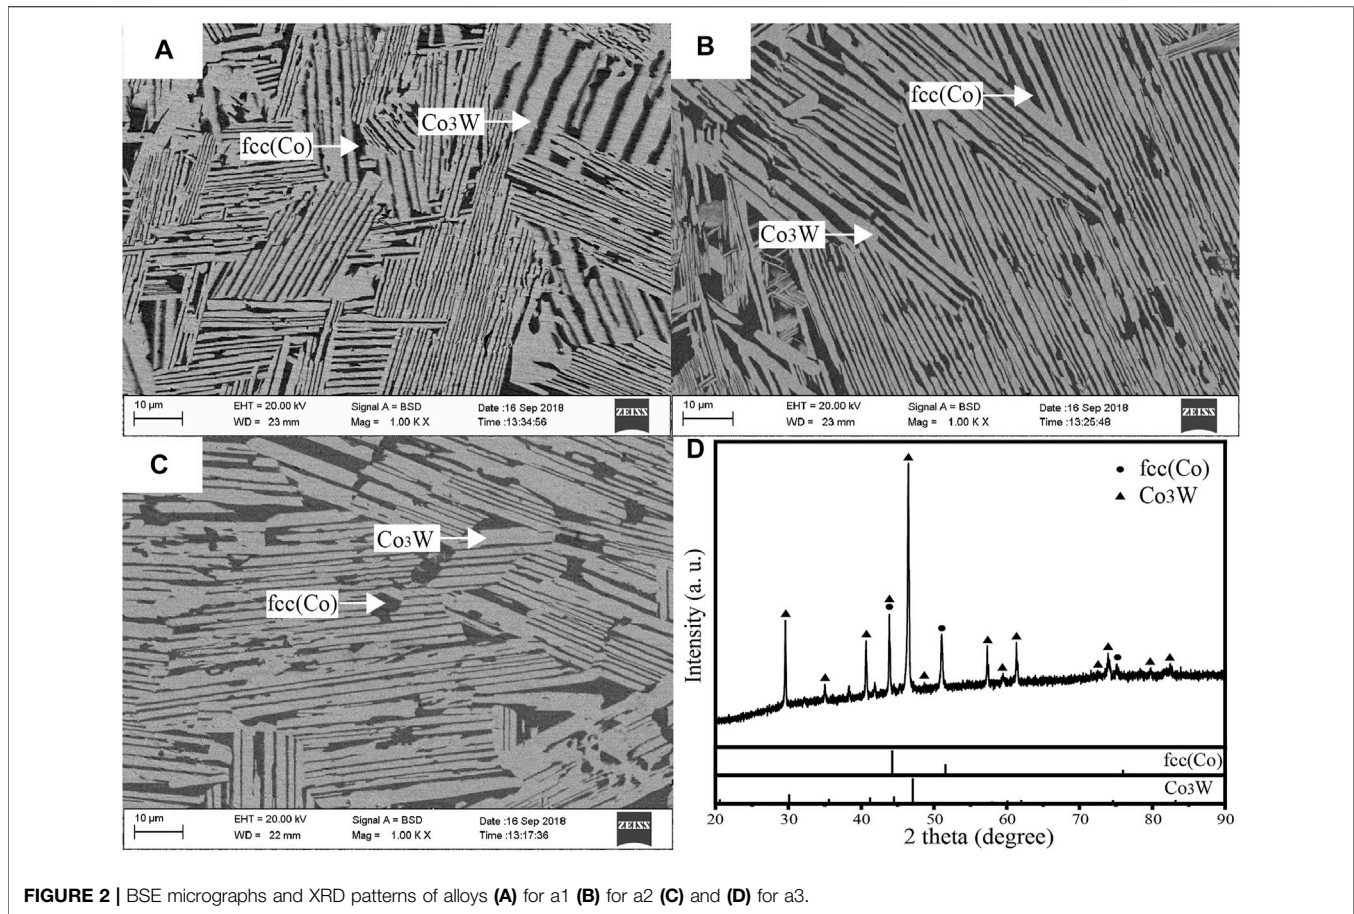 A
Co3W
fcc(Co)
10 µm
EHT = 20.00 kV
Signal A = BSD
Date :16 Sep 2018
WD = 23 mm
Mag = 1.00 K X
Time :13:34:56
ZEISS
B
fcc(Co)
Co3W
10 µm
EHT = 20.00 kV
Signal A = BSD
Date :16 Sep 2018
WD = 23 mm
Mag = 1.00 K X
Time :13:25:48
ZEISS
C
Co3W
fcc(Co)
10 µm
EHT = 20.00 kV
Signal A = BSD
Date :16 Sep 2018
WD = 22 mm
Mag = 1.00 K X
Time :13:17:36
ZEISS
D
fcc(Co)
Co3W
Intensity (a. u.)
fcc(Co)
Co3W
20 30 40 50 60 70 80 90
2 theta (degree)
FIGURE 2 | BSE micrographs and XRD patterns of alloys (A) for a1 (B) for a2 (C) and (D) for a3.